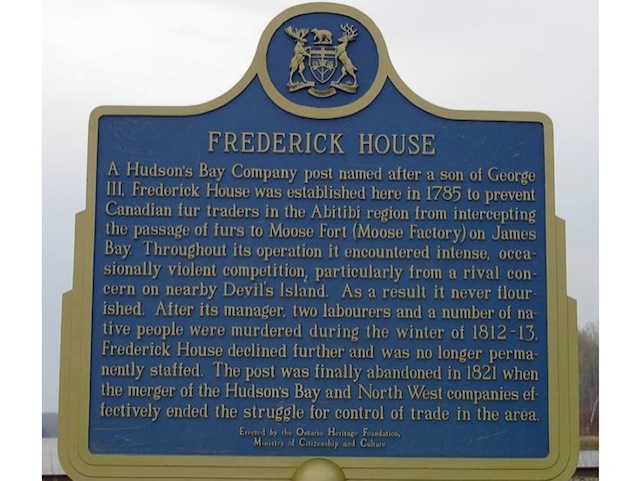 FREDERICK HOUSE
A Hudson's Bay Company post named after a son of George
III, Frederick House was established here in 1785 to prevent
Canadian fur traders in the Abitibi region from intercepting
the passage of furs to Moose Fort (Moose Factory) on James
Bay. Throughout its operation it encountered intense, occa-
sionally violent competition, particularly from a rival con-
cern on nearby Devil's Island. As a result it never flour-
ished. After its manager, two labourers and a number of na-
tive people were murdered during the winter of 1812-13,
Frederick House declined further and was no longer perma-
nently staffed. The post was finally abandoned in 1821 when
the merger of the Hudson's Bay and North West companies ef-
fectively ended the struggle for control of trade in the area.
Erected by the Ontario Heritage Foundation,
Ministry of Citizenship and Culture